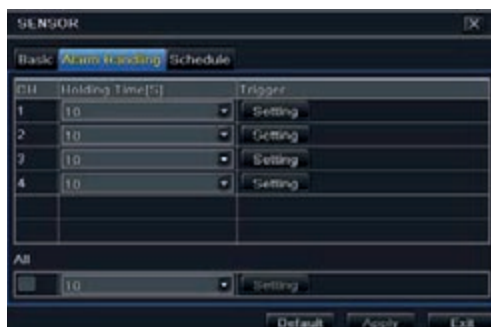 SENSOR X
Basic Alarm Handling Schedule
CH Holding Time[S] Trigger
1 10 Setting
2 10 Setting
3 10 Setting
4 10 Setting
All
10 Setting
Default Apply Exit